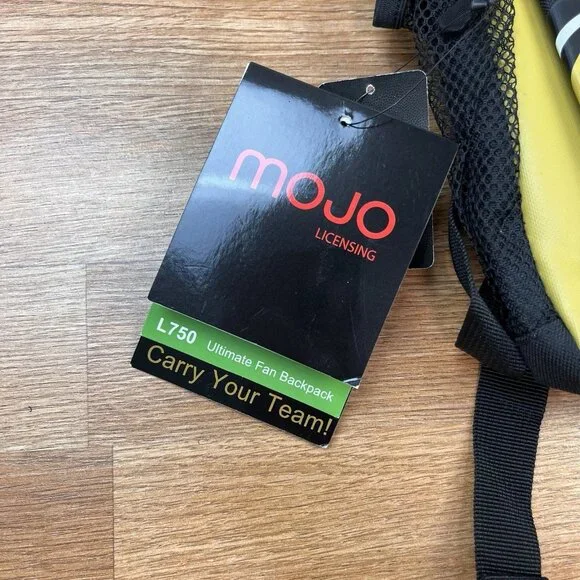 mojo
LICENSING
L750 Ultimate Fan Backpack
Carry Your Team!